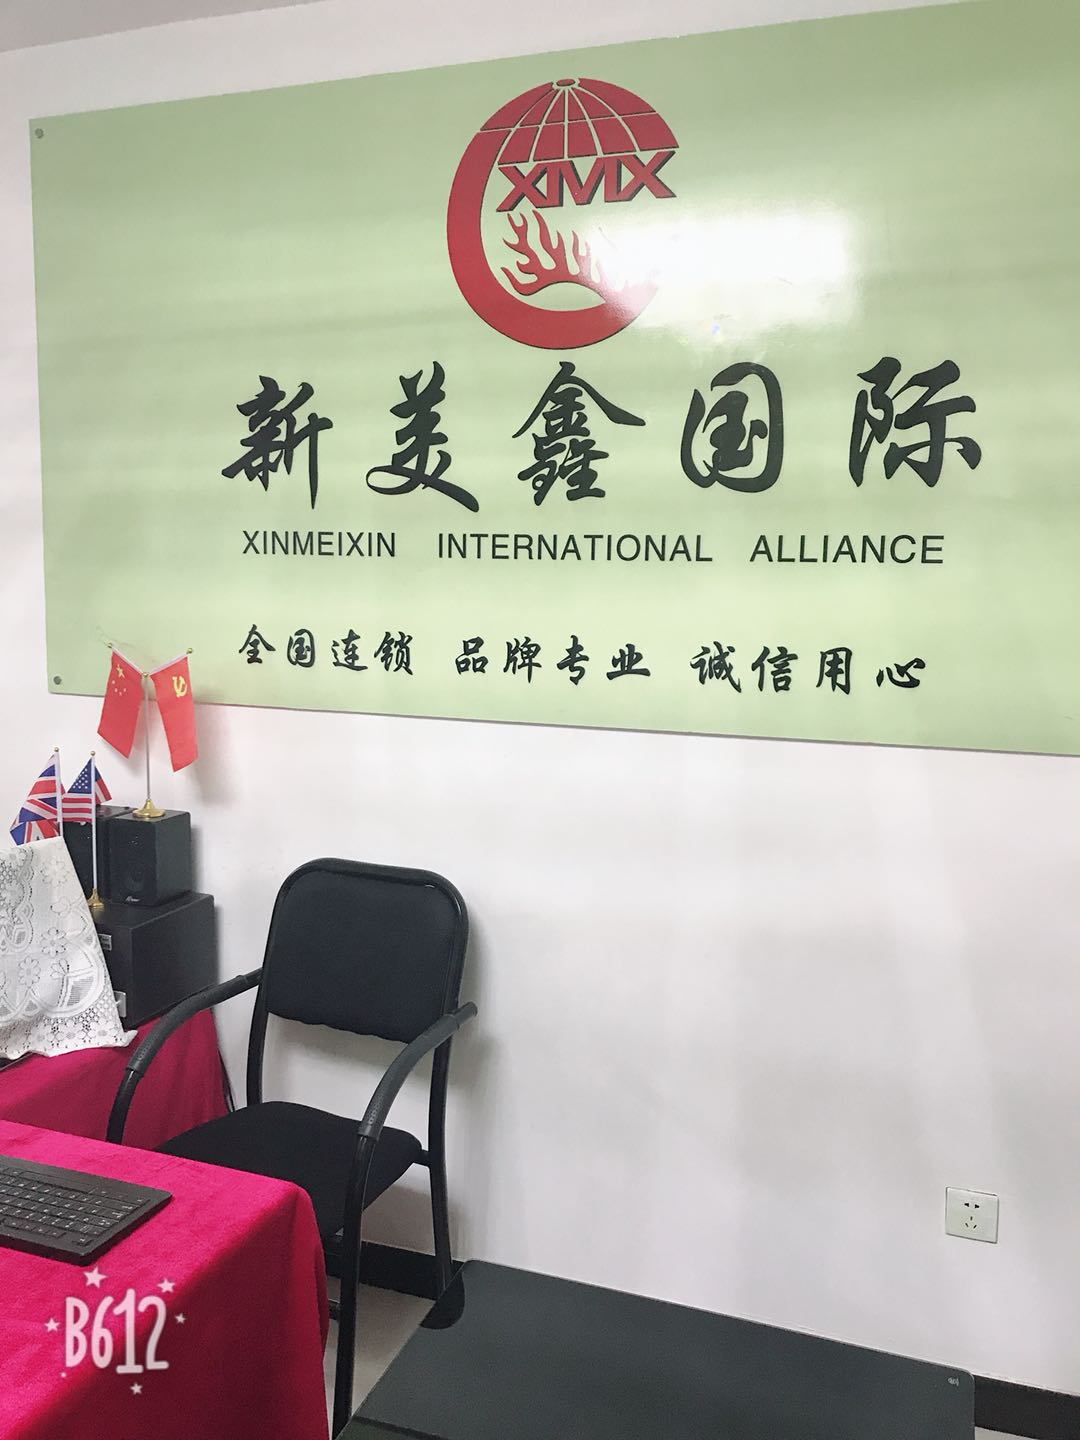 XMX
新美鑫国际
XINMEIXIN INTERNATIONAL ALLIANCE
全国连锁 品牌专业 诚信用心
B612